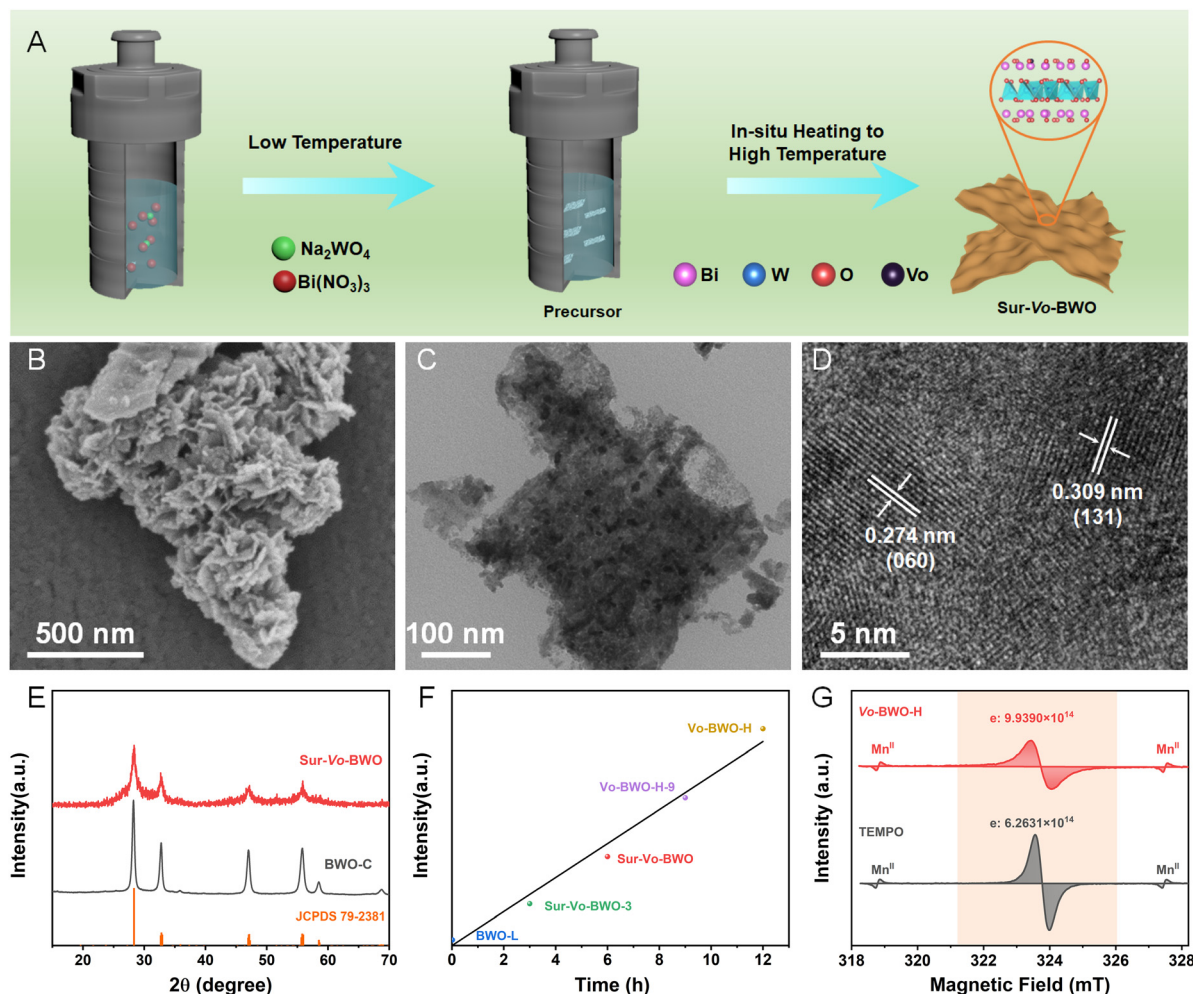 A
Low Temperature
Na₂WO₄
Bi(NO₃)₃
Precursor
In-situ Heating to
High Temperature
Bi
W
O
Vo
Sur-Vo-BWO
B
500 nm
C
100 nm
D
0.274 nm
(060)
0.309 nm
(131)
5 nm
E
Intensity(a.u.)
Sur-Vo-BWO
BWO-C
JCPDS 79-2381
15 30 45 60 70
2θ (degree)
F
Intensity(a.u.)
Vo-BWO-H
Vo-BWO-H-9
Sur-Vo-BWO
Sur-Vo-BWO-3
BWO-L
0 2 4 6 8 10 12
Time (h)
G
Intensity (a.u.)
Vo-BWO-H
e: 9.9390×10¹⁴
Mnᴵᴵ
Mnᴵᴵ
TEMPO
e: 6.2631×10¹⁴
Mnᴵᴵ
Mnᴵᴵ
318 320 322 324 326 328
Magnetic Field (mT)